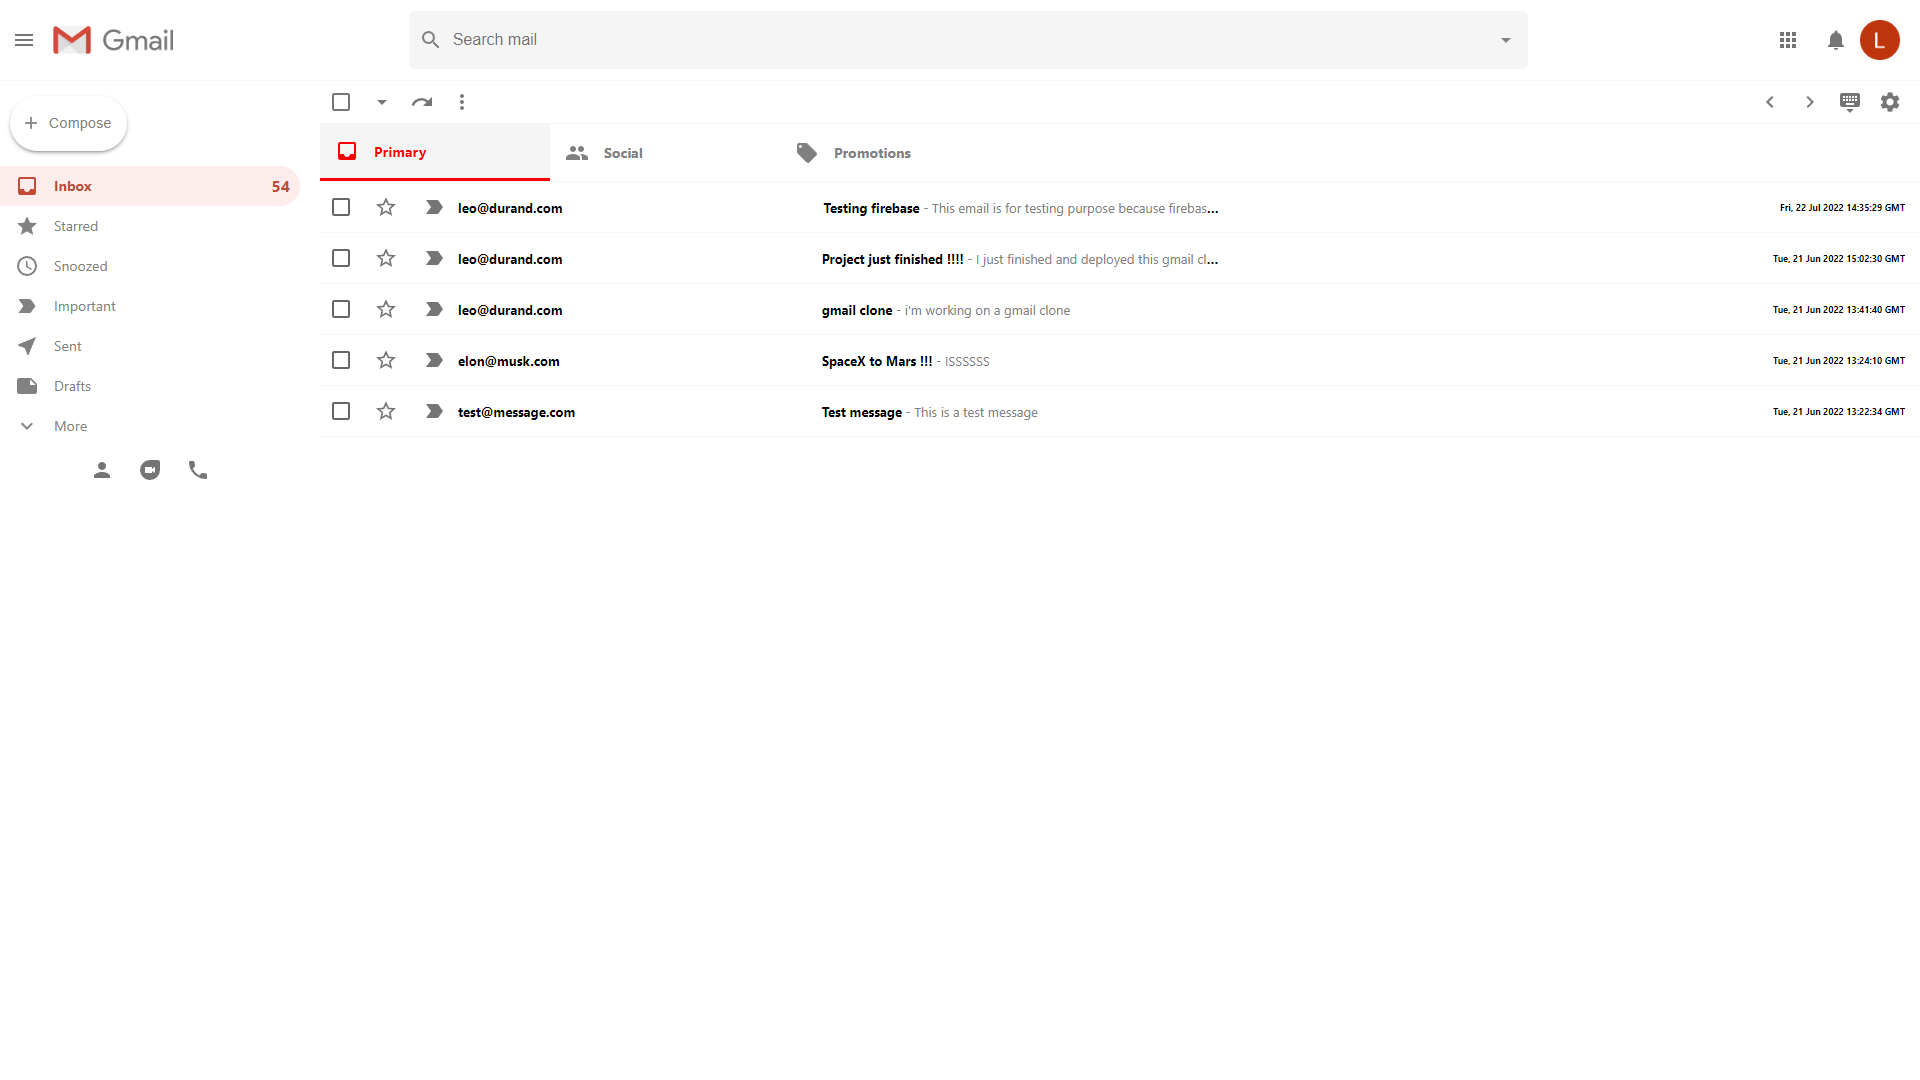 Gmail
Search mail
L
Compose
Inbox 54
Starred
Snoozed
Important
Sent
Drafts
More
Primary Social Promotions
leo@durand.com Testing firebase - This email is for testing purpose because firebas... Fri, 22 Jul 2022 14:35:29 GMT
leo@durand.com Project just finished !!!! - I just finished and deployed this gmail cl... Tue, 21 Jun 2022 15:02:30 GMT
leo@durand.com gmail clone - i'm working on a gmail clone Tue, 21 Jun 2022 13:41:40 GMT
elon@musk.com SpaceX to Mars !!! - ISSSSSS Tue, 21 Jun 2022 13:24:10 GMT
test@message.com Test message - This is a test message Tue, 21 Jun 2022 13:22:34 GMT